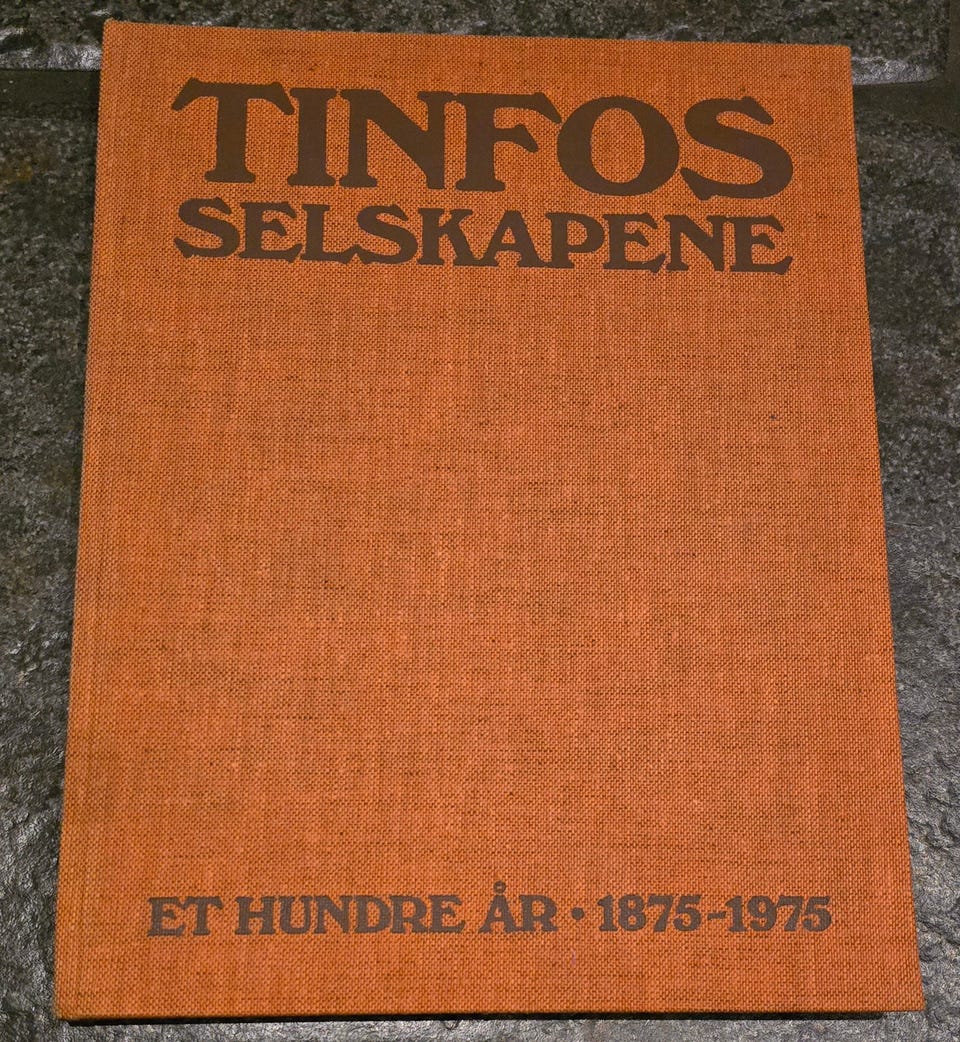 TINFOS
SELSKAPENE
ET HUNDRE ÅR • 1875-1975